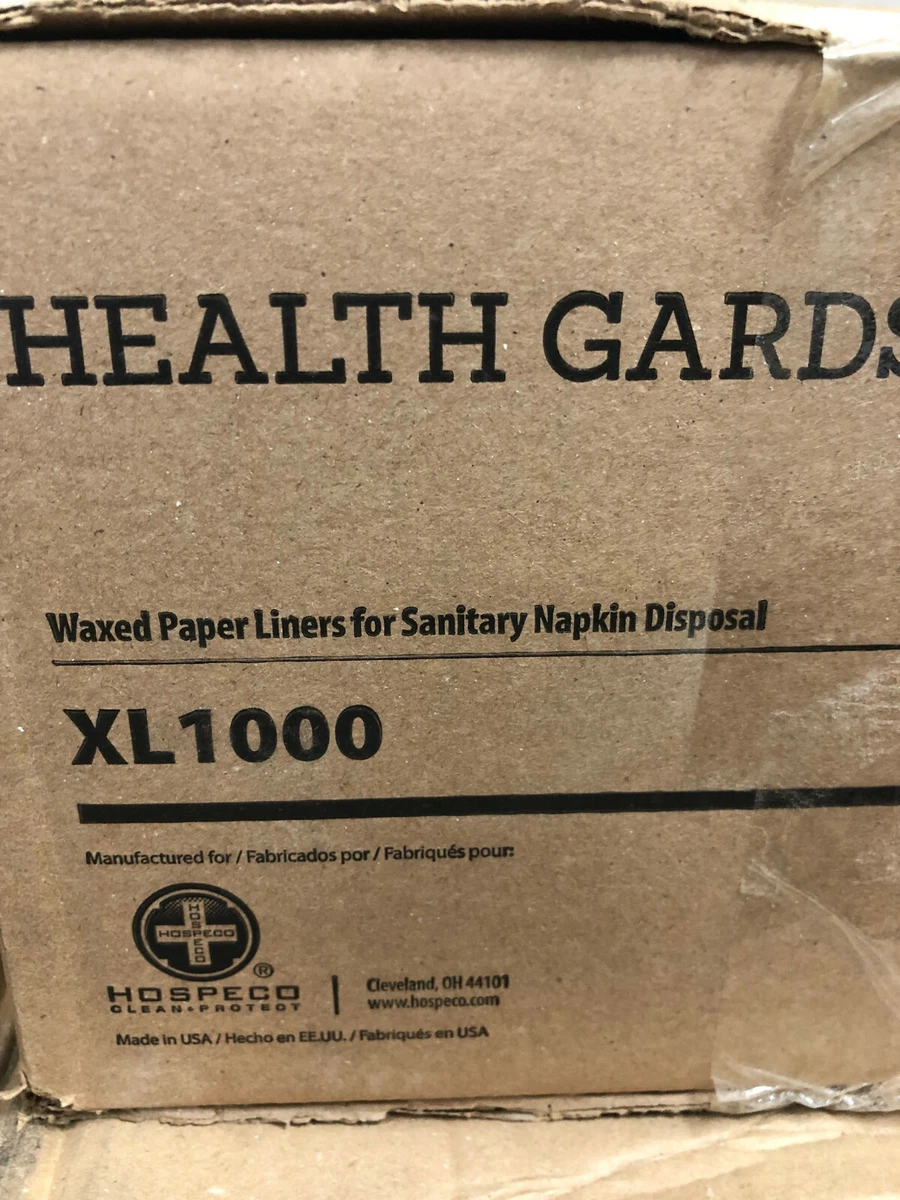 HEALTH GARDS
Waxed Paper Liners for Sanitary Napkin Disposal
XL1000
Manufactured for / Fabricados por / Fabriqués pour:
HOSPECO
HOSPECO
®
HOSPECO
CLEAN+PROTECT
Cleveland, OH 44101
www.hospeco.com
Made in USA / Hecho en EE.UU. / Fabriqués en USA